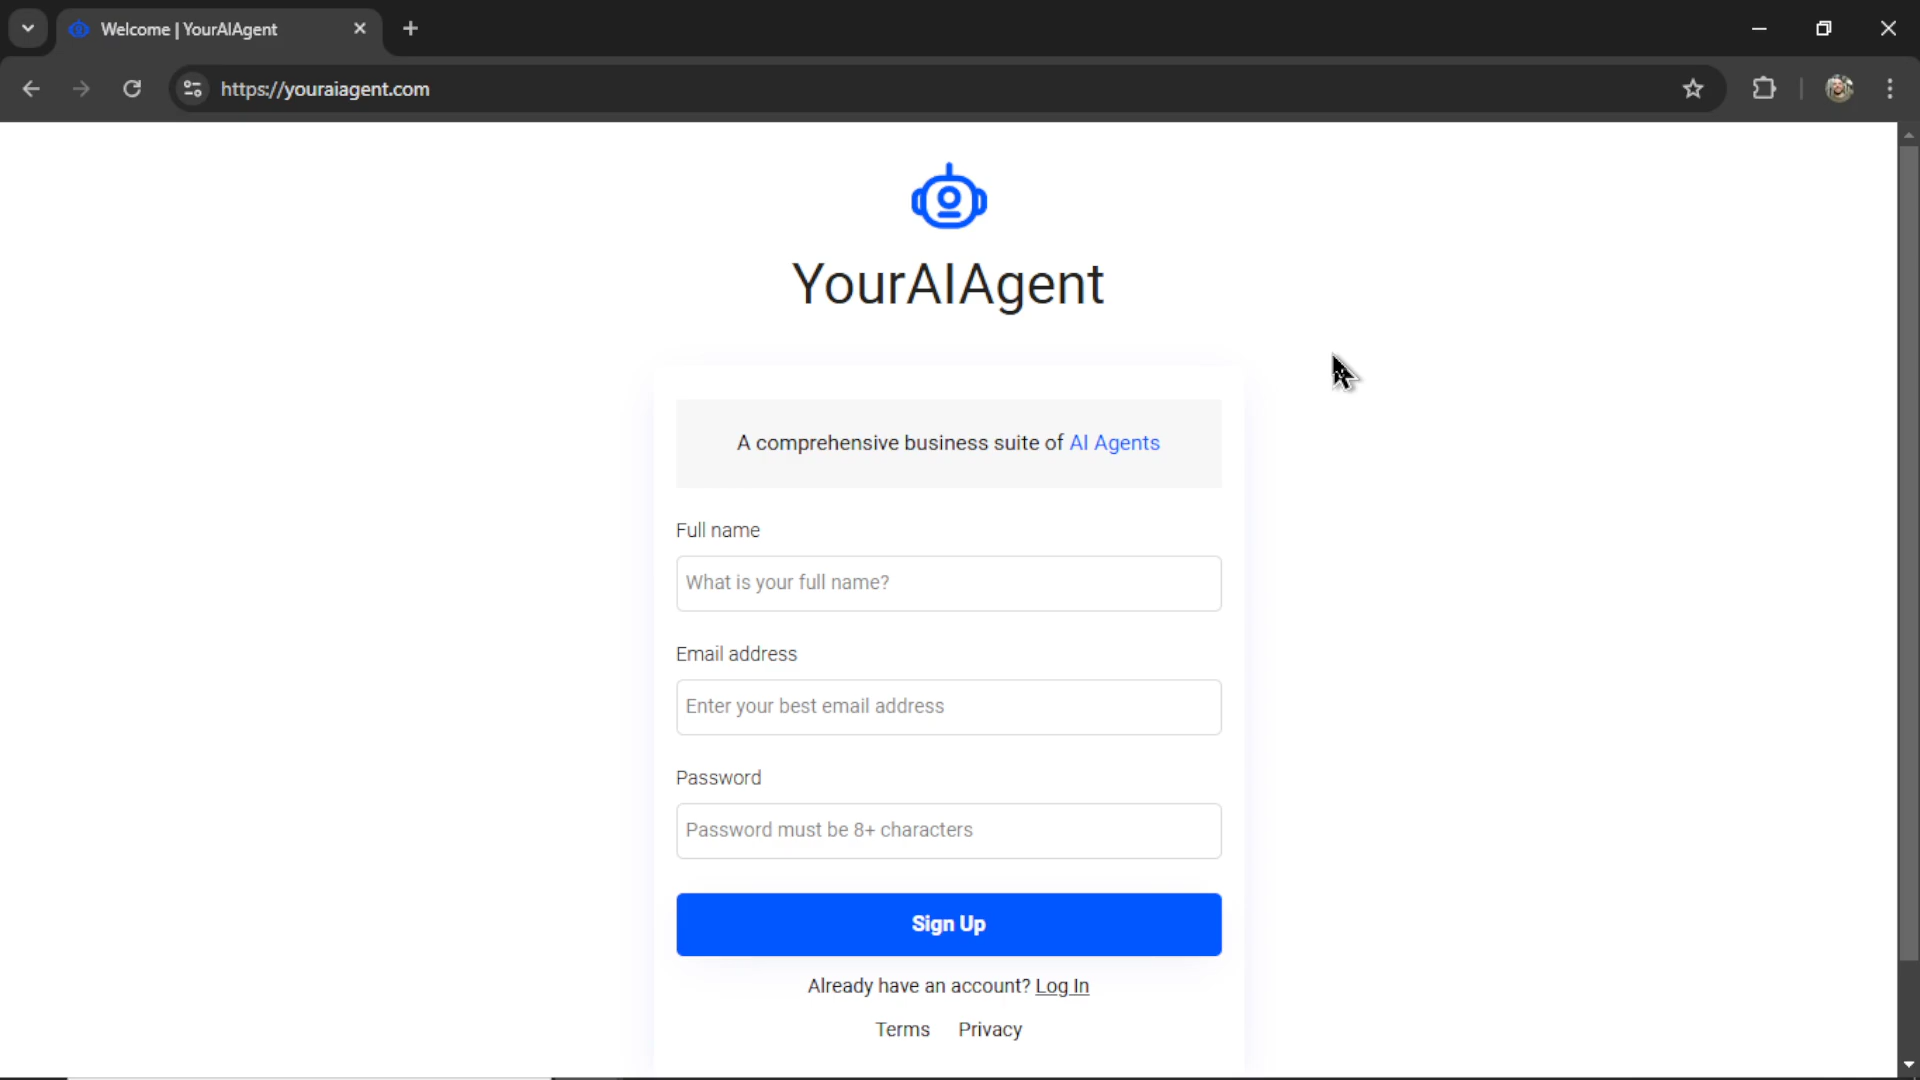 Welcome | YourAIAgent
https://youraiagent.com
YourAIAgent
A comprehensive business suite of AI Agents
Full name
What is your full name?
Email address
Enter your best email address
Password
Password must be 8+ characters
Sign Up
Already have an account? Log In
Terms Privacy